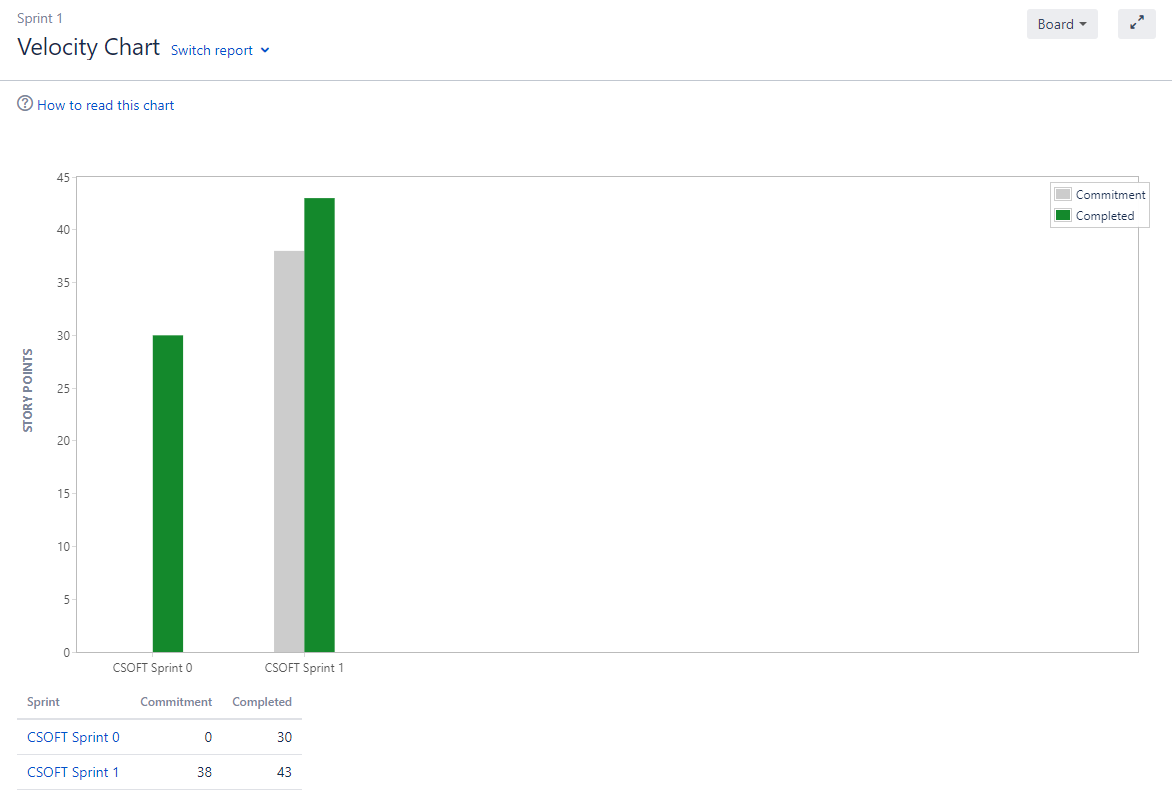 Sprint 1
Board
Velocity Chart Switch report
How to read this chart
45
Commitment
Completed
40
35
30
25
20
15
10
5
0
STORY POINTS
CSOFT Sprint 0 CSOFT Sprint 1
Sprint Commitment Completed
CSOFT Sprint 0 0 30
CSOFT Sprint 1 38 43